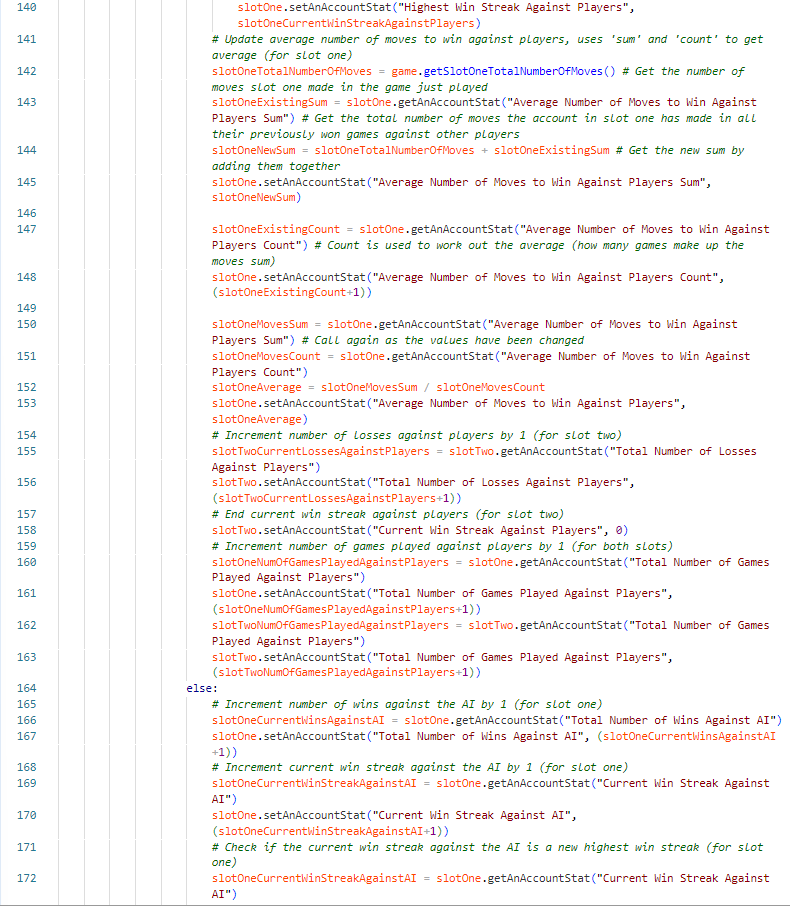 140 slotOne.setAnAccountStat("Highest Win Streak Against Players",
slotOneCurrentWinStreakAgainstPlayers)
141 # Update average number of moves to win against players, uses 'sum' and 'count' to get
average (for slot one)
142 slotOneTotalNumberOfMoves = game.getSlotOneTotalNumberOfMoves() # Get the number of
moves slot one made in the game just played
143 slotOneExistingSum = slotOne.getAnAccountStat("Average Number of Moves to Win Against
Players Sum") # Get the total number of moves the account in slot one has made in all
their previously won games against other players
144 slotOneNewSum = slotOneTotalNumberOfMoves + slotOneExistingSum # Get the new sum by
adding them together
145 slotOne.setAnAccountStat("Average Number of Moves to Win Against Players Sum",
slotOneNewSum)
146
147 slotOneExistingCount = slotOne.getAnAccountStat("Average Number of Moves to Win Against
Players Count") # Count is used to work out the average (how many games make up the
moves sum)
148 slotOne.setAnAccountStat("Average Number of Moves to Win Against Players Count",
(slotOneExistingCount+1))
149
150 slotOneMovesSum = slotOne.getAnAccountStat("Average Number of Moves to Win Against
Players Sum") # Call again as the values have been changed
151 slotOneMovesCount = slotOne.getAnAccountStat("Average Number of Moves to Win Against
Players Count")
152 slotOneAverage = slotOneMovesSum / slotOneMovesCount
153 slotOne.setAnAccountStat("Average Number of Moves to Win Against Players",
slotOneAverage)
154 # Increment number of losses against players by 1 (for slot two)
155 slotTwoCurrentLossesAgainstPlayers = slotTwo.getAnAccountStat("Total Number of Losses
Against Players")
156 slotTwo.setAnAccountStat("Total Number of Losses Against Players",
(slotTwoCurrentLossesAgainstPlayers+1))
157 # End current win streak against players (for slot two)
158 slotTwo.setAnAccountStat("Current Win Streak Against Players", 0)
159 # Increment number of games played against players by 1 (for both slots)
160 slotOneNumOfGamesPlayedAgainstPlayers = slotOne.getAnAccountStat("Total Number of Games
Played Against Players")
161 slotOne.setAnAccountStat("Total Number of Games Played Against Players",
(slotOneNumOfGamesPlayedAgainstPlayers+1))
162 slotTwoNumOfGamesPlayedAgainstPlayers = slotTwo.getAnAccountStat("Total Number of Games
Played Against Players")
163 slotTwo.setAnAccountStat("Total Number of Games Played Against Players",
(slotTwoNumOfGamesPlayedAgainstPlayers+1))
164 else:
165 # Increment number of wins against the AI by 1 (for slot one)
166 slotOneCurrentWinsAgainstAI = slotOne.getAnAccountStat("Total Number of Wins Against AI")
167 slotOne.setAnAccountStat("Total Number of Wins Against AI", (slotOneCurrentWinsAgainstAI
+1))
168 # Increment current win streak against the AI by 1 (for slot one)
169 slotOneCurrentWinStreakAgainstAI = slotOne.getAnAccountStat("Current Win Streak Against
AI")
170 slotOne.setAnAccountStat("Current Win Streak Against AI",
(slotOneCurrentWinStreakAgainstAI+1))
171 # Check if the current win streak against the AI is a new highest win streak (for slot
one)
172 slotOneCurrentWinStreakAgainstAI = slotOne.getAnAccountStat("Current Win Streak Against
AI")